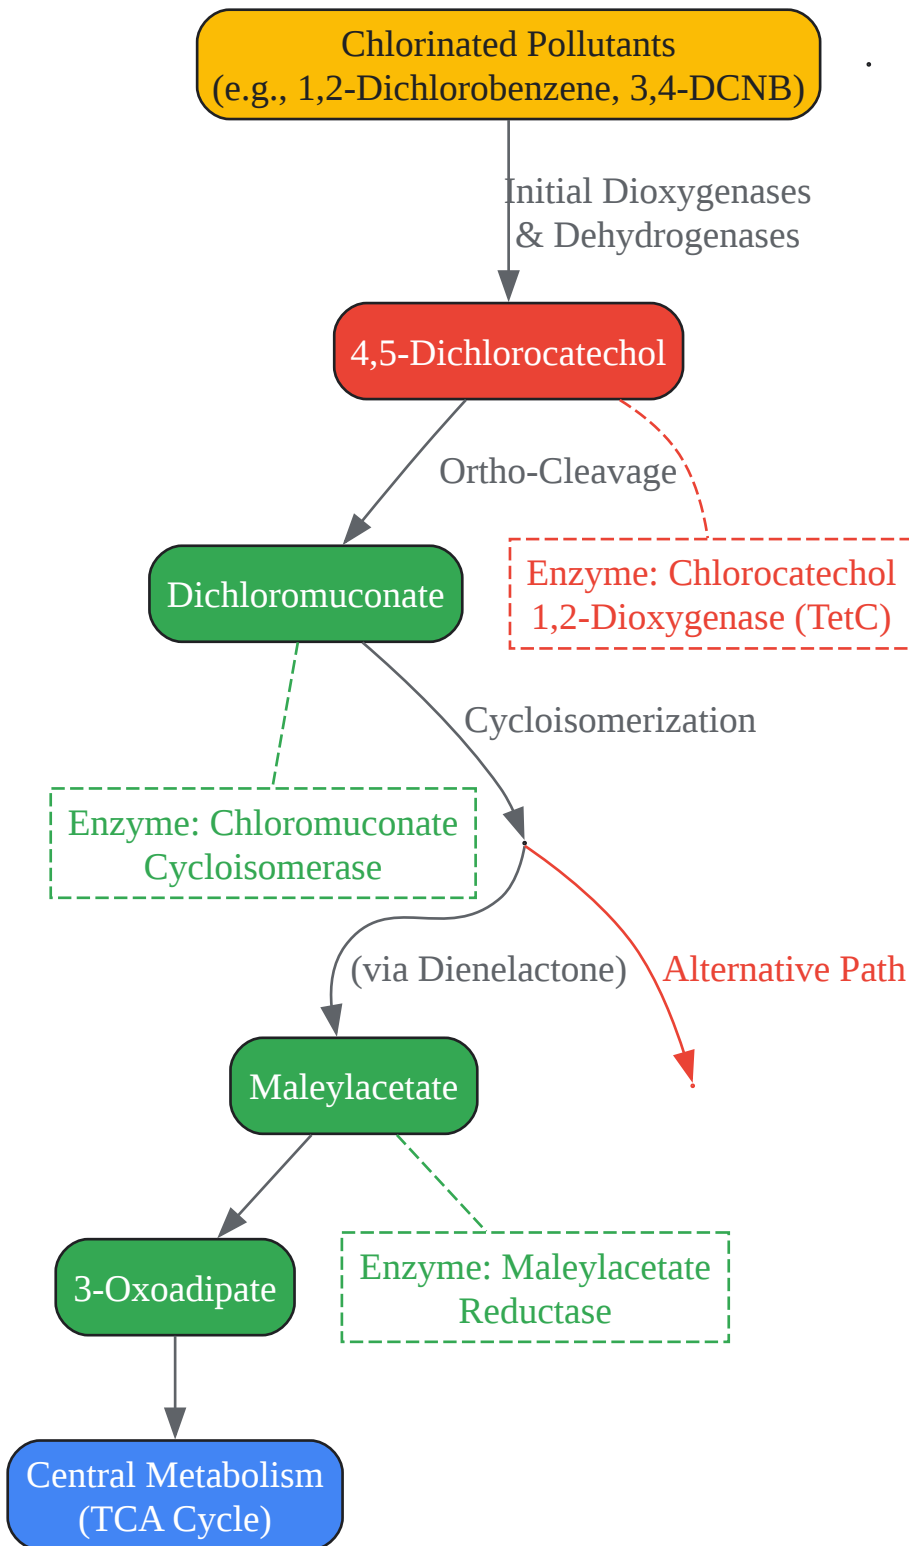 Chlorinated Pollutants
(e.g., 1,2-Dichlorobenzene, 3,4-DCNB)
Initial Dioxygenases
& Dehydrogenases
4,5-Dichlorocatechol
Ortho-Cleavage
Enzyme: Chlorocatechol
1,2-Dioxygenase (TetC)
Dichloromuconate
Cycloisomerization
Enzyme: Chloromuconate
Cycloisomerase
(via Dienelactone)
Alternative Path
Maleylacetate
Enzyme: Maleylacetate
Reductase
3-Oxoadipate
Central Metabolism
(TCA Cycle)